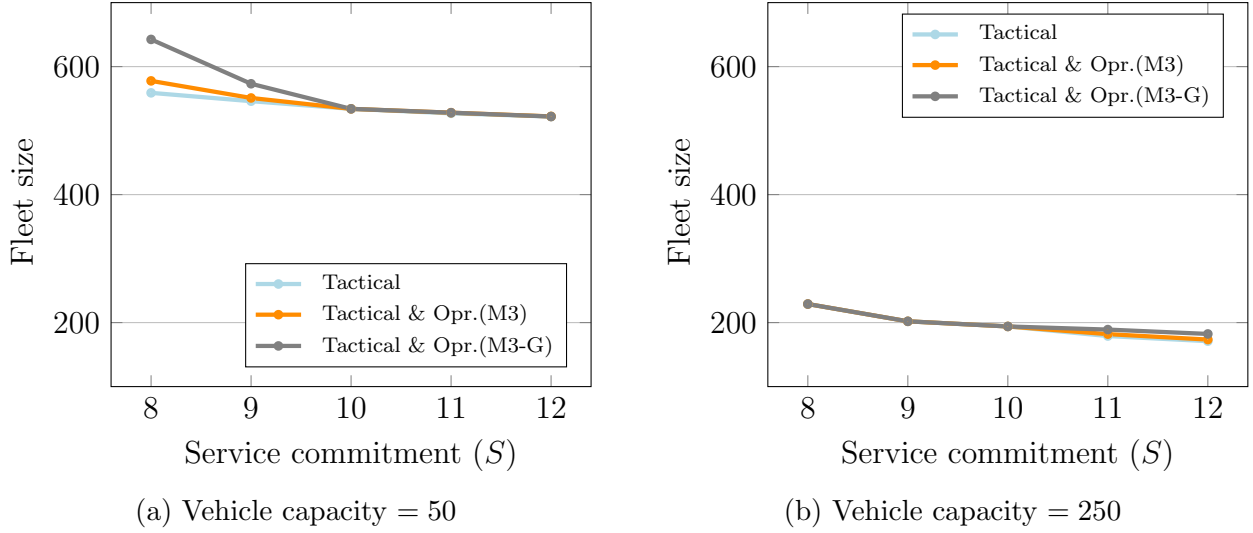 600
400
200
Fleet size
Tactical
Tactical & Opr.(M3)
Tactical & Opr.(M3-G)
8 9 10 11 12
Service commitment (S)
(a) Vehicle capacity = 50
600
400
200
Fleet size
Tactical
Tactical & Opr.(M3)
Tactical & Opr.(M3-G)
8 9 10 11 12
Service commitment (S)
(b) Vehicle capacity = 250